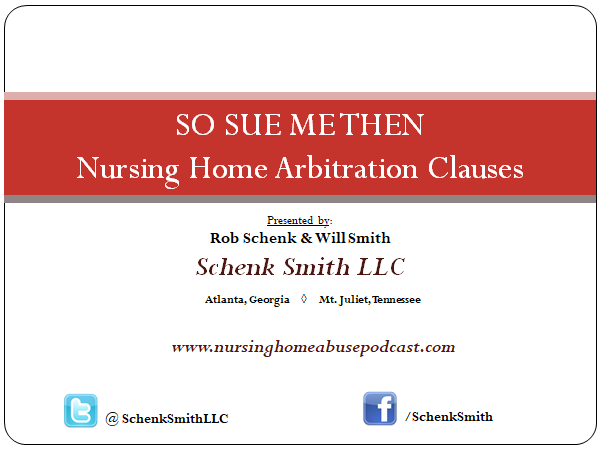 SO SUE ME THEN
Nursing Home Arbitration Clauses
Presented by:
Rob Schenk & Will Smith
Schenk Smith LLC
Atlanta, Georgia ◊ Mt. Juliet, Tennessee
www.nursinghomeabusepodcast.com
@SchenkSmithLLC /SchenkSmith